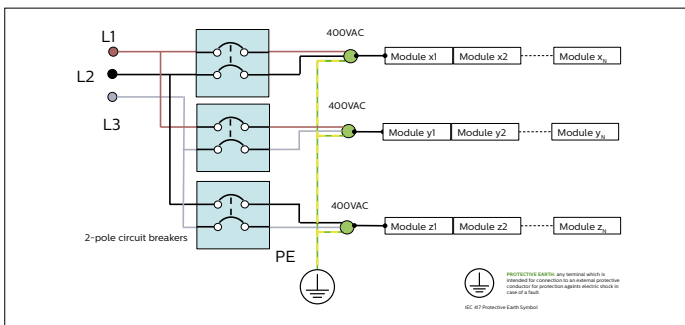 L1
400VAC
L2
Module x1 Module x2 Module xN
L3
400VAC
Module y1 Module y2 Module yN
400VAC
Module z1 Module z2 Module zN
2-pole circuit breakers
PE
PROTECTIVE EARTH: any terminal which is
intended for connection to an external protective
conductor for protection againts electric shock in
case of a fault.
IEC 417 Protective Earth Symbol